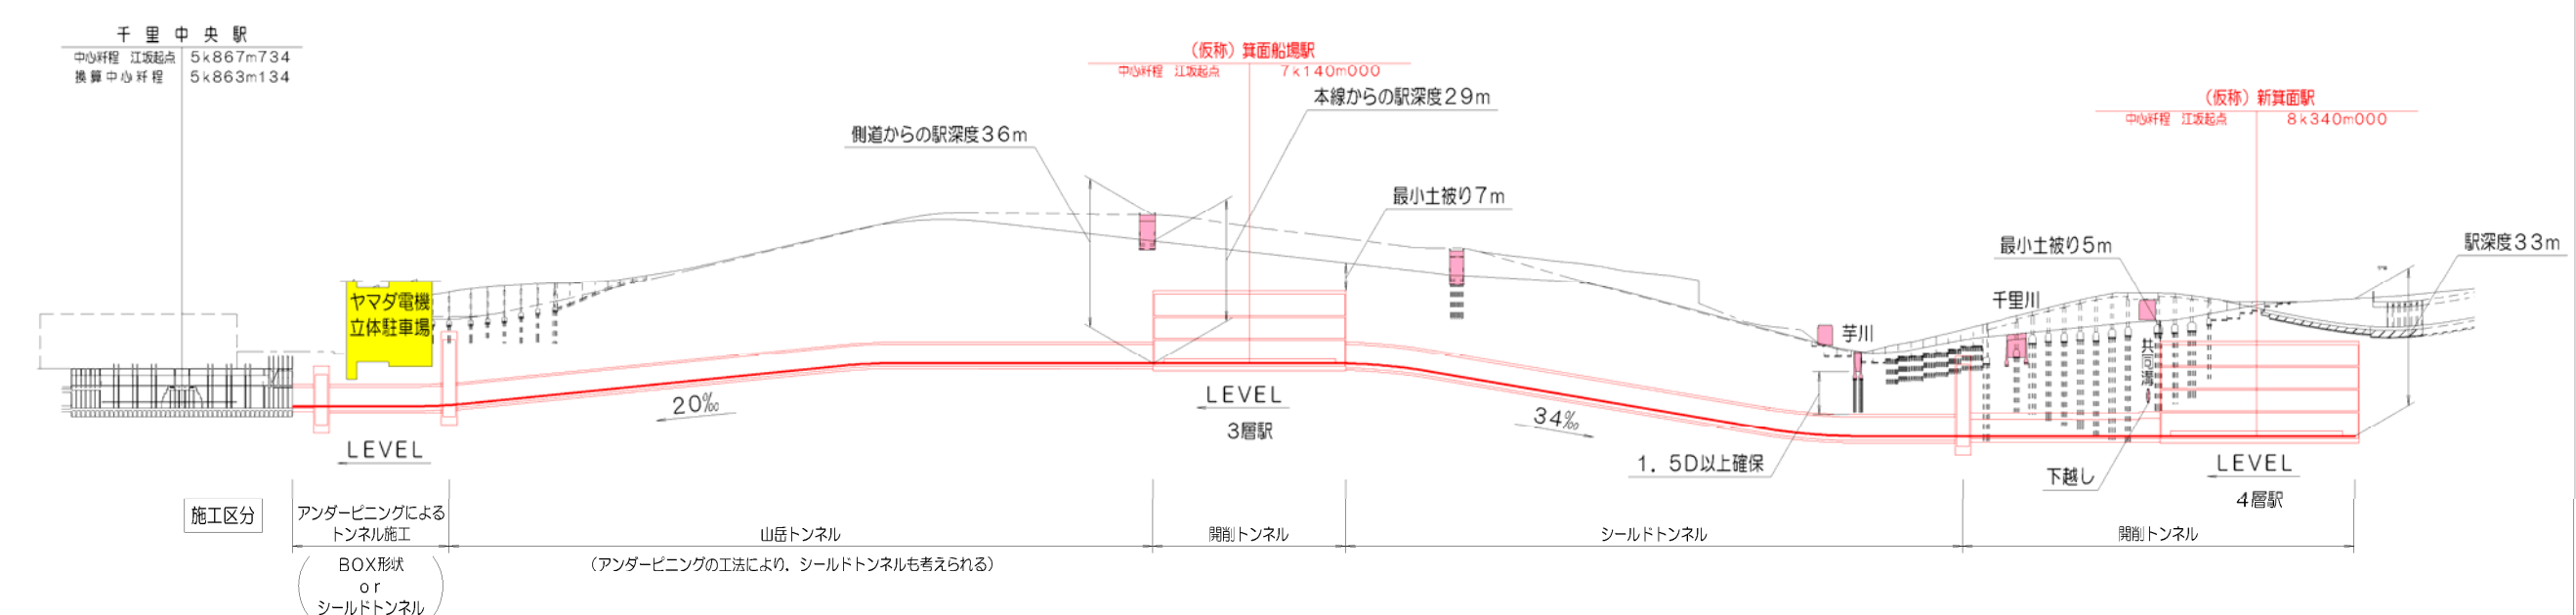 千里中央駅
中心粁程 江坂起点 5k867m734
換算中心粁程 5k863m134
(仮称) 箕面船場駅
中心粁程 江坂起点 7k140m000
本線からの駅深度29m
側道からの駅深度36m
(仮称) 新箕面駅
中心粁程 江坂起点 8k340m000
最小土被り7m
最小土被り5m
駅深度33m
千里川
芋川
共同溝
ヤマダ電機
立体駐車場
20‰
LEVEL
LEVEL
3層駅
34‰
1.5D以上確保
下越し
LEVEL
4層駅
施工区分
アンダーピニングによる
トンネル施工
山岳トンネル
開削トンネル
シールドトンネル
開削トンネル
BOX形状
or
シールドトンネル
(アンダーピニングの工法により,シールドトンネルも考えられる)